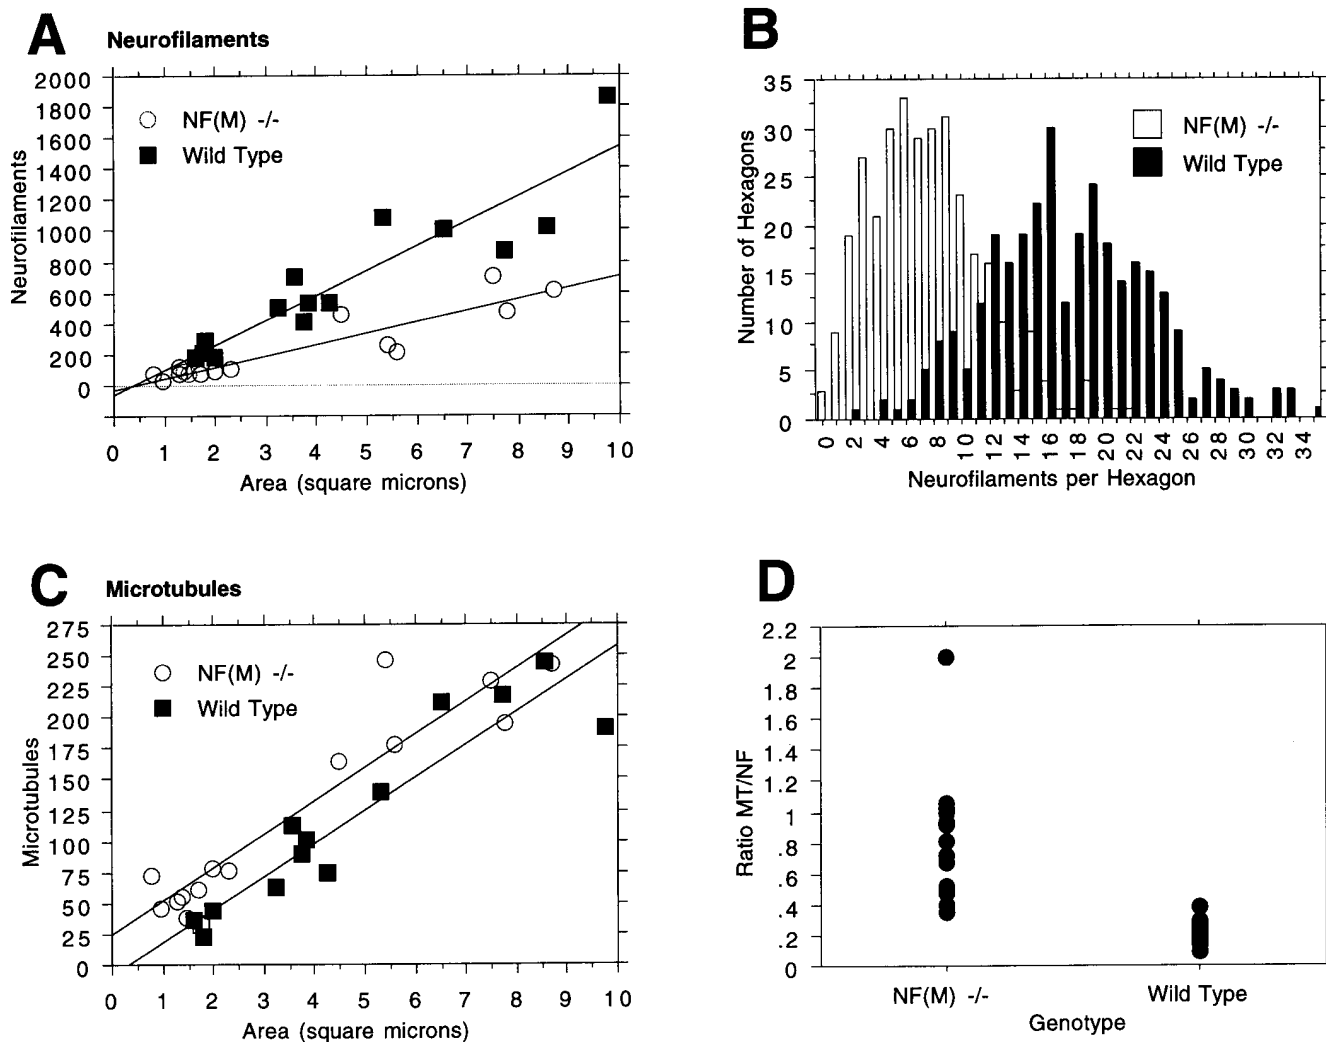 A Neurofilaments
2000
1800
1600
1400
1200
1000
800
600
400
200
0
Neurofilaments
NF(M) -/-
Wild Type
0 1 2 3 4 5 6 7 8 9 10
Area (square microns)
B
35
30
25
20
15
10
5
0
Number of Hexagons
NF(M) -/-
Wild Type
0 2 4 6 8 10 12 14 16 18 20 22 24 26 28 30 32 34
Neurofilaments per Hexagon
C Microtubules
275
250
225
200
175
150
125
100
75
50
25
0
Microtubules
NF(M) -/-
Wild Type
0 1 2 3 4 5 6 7 8 9 10
Area (square microns)
D
2.2
2
1.8
1.6
1.4
1.2
1
.8
.6
.4
.2
0
Ratio MT/NF
NF(M) -/- Wild Type
Genotype